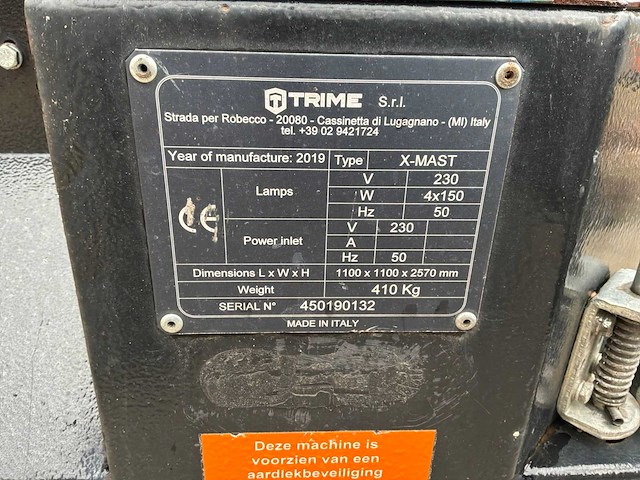 TRIME S.r.l.
Strada per Robecco - 20080 - Cassinetta di Lugagnano - (MI) Italy
tel. +39 02 9421724
Year of manufacture: 2019 Type X-MAST
Lamps V 230
W 4x150
Hz 50
CE
Power inlet V 230
A
Hz 50
Dimensions L x W x H 1100 x 1100 x 2570 mm
Weight 410 Kg
SERIAL N° 450190132
MADE IN ITALY
Deze machine is
voorzien van een
aardlekbeveiliging